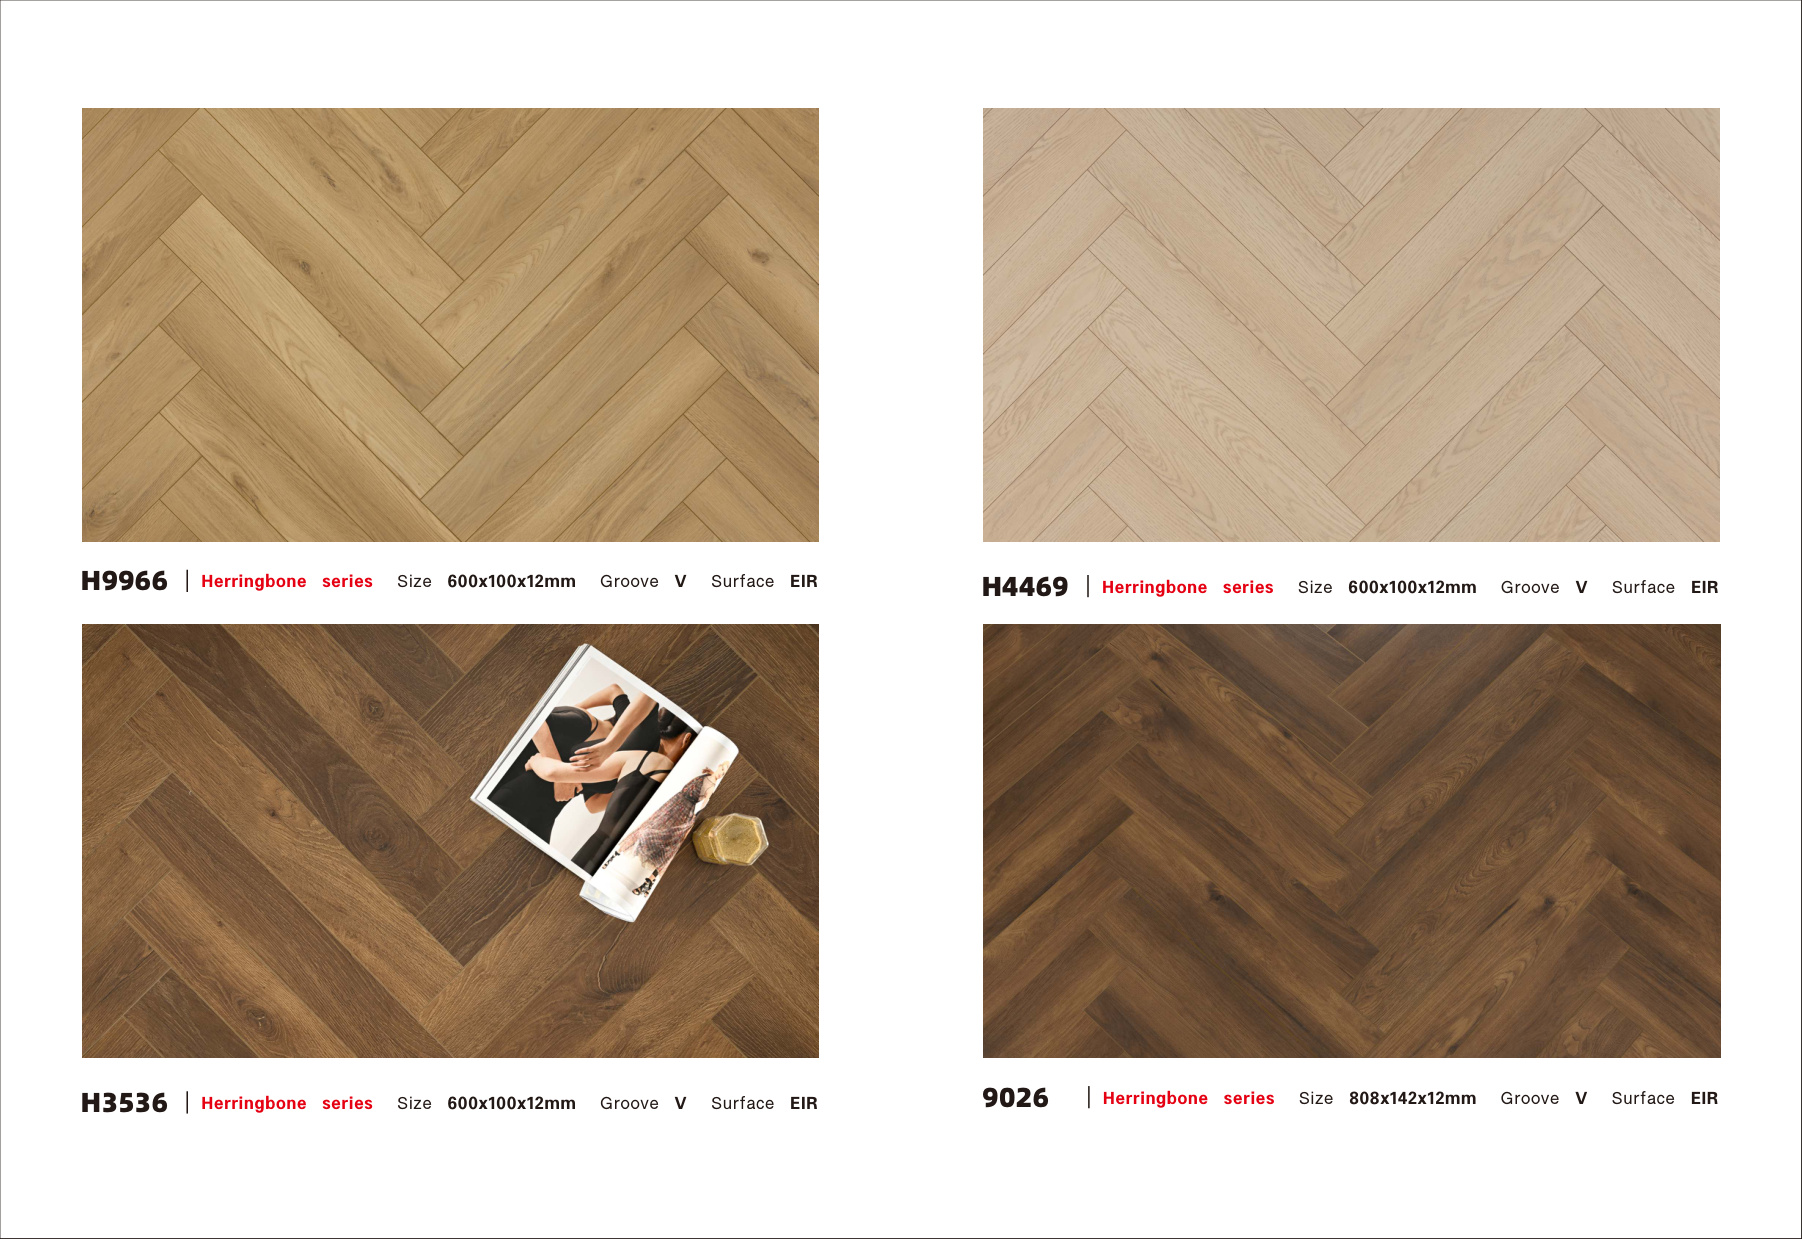 H9966 | Herringbone series Size 600x100x12mm Groove V Surface EIR
H4469 | Herringbone series Size 600x100x12mm Groove V Surface EIR
H3536 | Herringbone series Size 600x100x12mm Groove V Surface EIR
9026 | Herringbone series Size 808x142x12mm Groove V Surface EIR